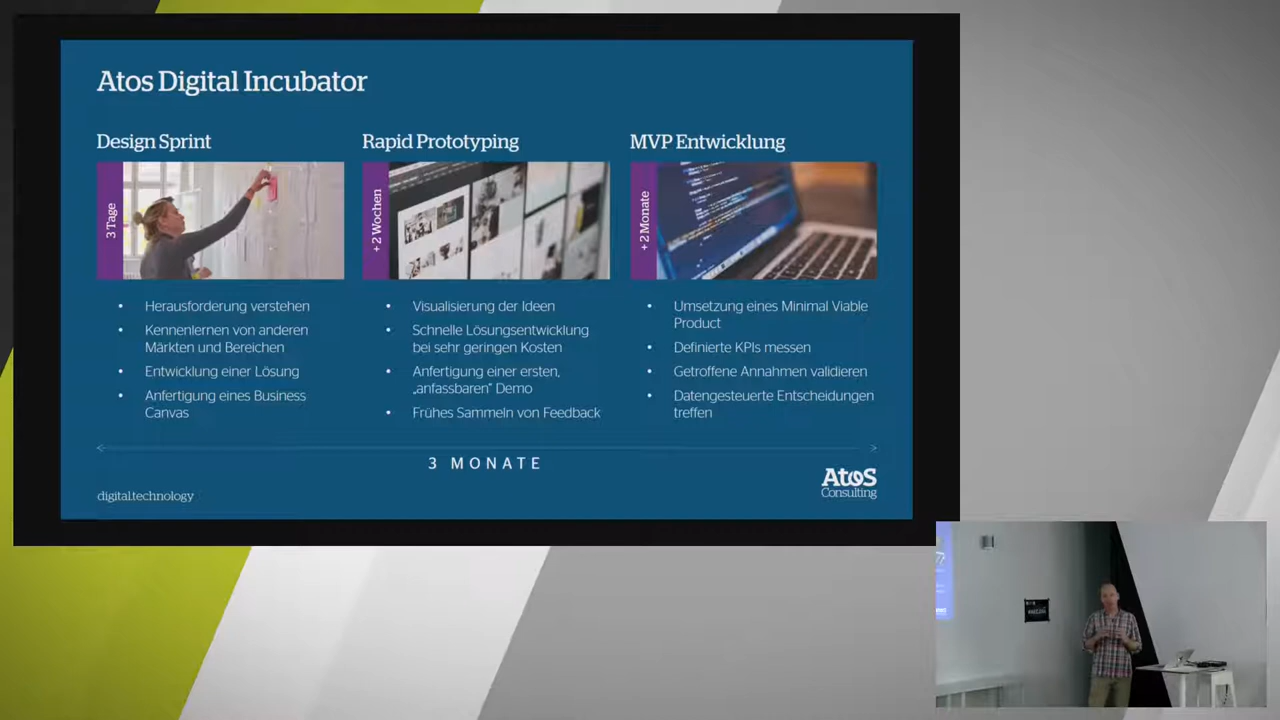 Atos Digital Incubator
Design Sprint
3 Tage
Herausforderung verstehen
Kennenlernen von anderen
Märkten und Bereichen
Entwicklung einer Lösung
Anfertigung eines Business
Canvas
Rapid Prototyping
+ 2 Wochen
Visualisierung der Ideen
Schnelle Lösungsentwicklung
bei sehr geringen Kosten
Anfertigung einer ersten,
„anfassbaren" Demo
Frühes Sammeln von Feedback
MVP Entwicklung
+ 2 Monate
Umsetzung eines Minimal Viable
Product
Definierte KPIs messen
Getroffene Annahmen validieren
Datengesteuerte Entscheidungen
treffen
3 MONATE
digital.technology
Atos
Consulting